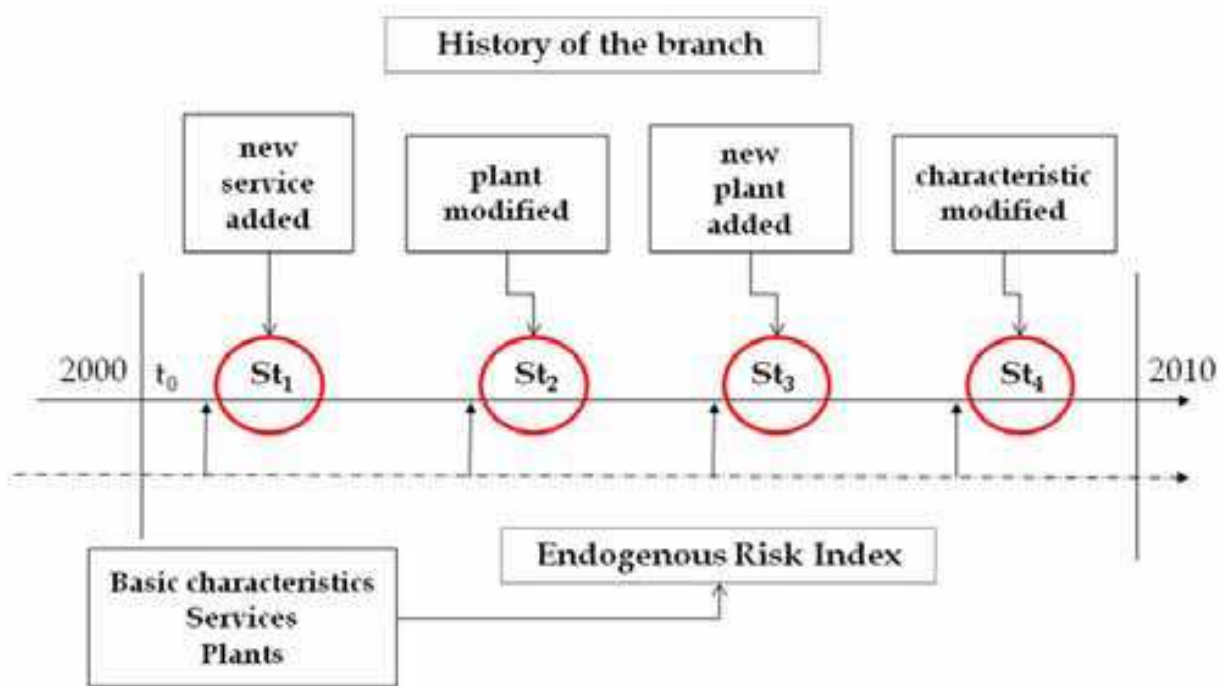 History of the branch
new
service
added
plant
modified
new
plant
added
characteristic
modified
2000
t₀
St₁
St₂
St₃
St₄
2010
Endogenous Risk Index
Basic characteristics
Services
Plants